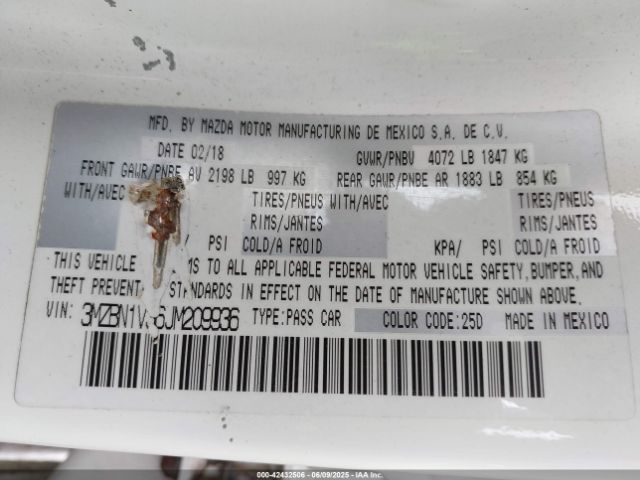 MFD. BY MAZDA MOTOR MANUFACTURING DE MEXICO S.A. DE C.V.
DATE 02/18 GVWR/PNBV 4072 LB 1847 KG
FRONT GAWR/PNBE AV 2198 LB 997 KG REAR GAWR/PNBE AR 1883 LB 854 KG
WITH/AVEC TIRES/PNEUS WITH/AVEC TIRES/PNEUS
RIMS/JANTES RIMS/JANTES
/ PSI COLD/A FROID KPA/ PSI COLD/A FROID
THIS VEHICLE TO ALL APPLICABLE FEDERAL MOTOR VEHICLE SAFETY, BUMPER, AND
THEFT PREVENT STANDARDS IN EFFECT ON THE DATE OF MANUFACTURE SHOWN ABOVE.
VIN: TYPE:PASS CAR COLOR CODE:25D MADE IN MEXICO
000-42432506 - 06/09/2025 - IAA Inc.